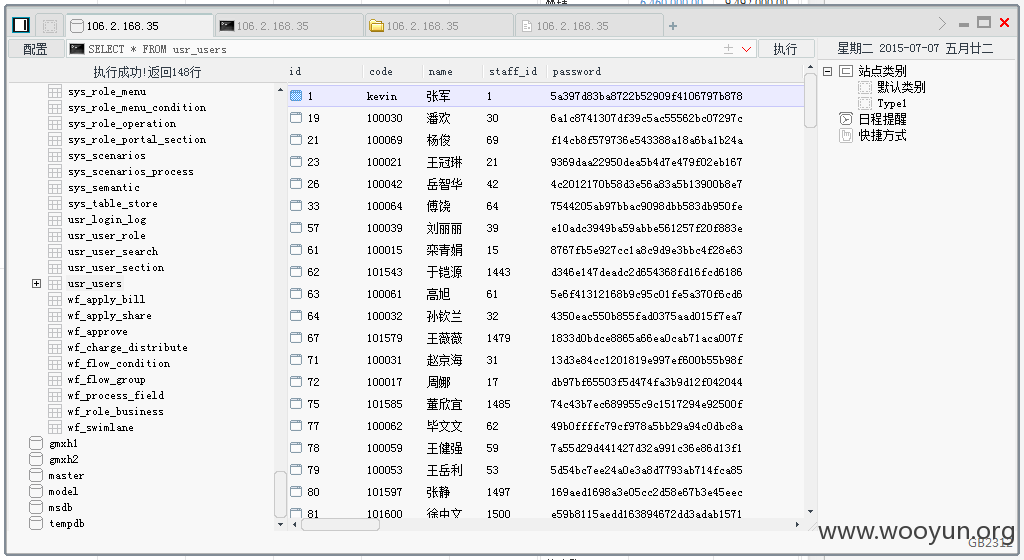 106.2.168.35 106.2.168.35 106.2.168.35 106.2.168.35 +
配置 SELECT * FROM usr_users 执行 星期二 2015-07-07 五月廿二
执行成功!返回148行
sys_role_menu
sys_role_menu_condition
sys_role_operation
sys_role_portal_section
sys_scenarios
sys_scenarios_process
sys_semantic
sys_table_store
usr_login_log
usr_user_role
usr_user_search
usr_user_section
usr_users
wf_apply_bill
wf_apply_share
wf_approve
wf_charge_distribute
wf_flow_condition
wf_flow_group
wf_process_field
wf_role_business
wf_swimlane
gmxh1
gmxh2
master
model
msdb
tempdb
id code name staff_id password
1 kevin 张军 1 5a397d83ba8722b52909f4106797b878
19 100030 潘欢 30 6a1c8741307df39c5ac55562bc07297c
21 100069 杨俊 69 f14cb8f579736e543388a18a6ba1b24a
23 100021 王冠琳 21 9369daa22950dea5b4d7e479f02eb167
26 100042 岳智华 42 4c2012170b58d3e56a83a5b13900b8e7
33 100064 傅饶 64 7544205ab97bbac9098dbb583db950fe
57 100039 刘丽丽 39 e10adc3949ba59abbe561257f20f883e
61 100015 栾青娟 15 8767fb5e927cc1a8c9d9e3bbc4f28e63
62 101543 于铠源 1443 d346e147deadc2d654368fd16fcd6186
63 100061 高旭 61 5e6f41312168b9c95c01fe5a370f6cd6
64 100032 孙钦兰 32 4350eac550b855fad0375aad015f7ea7
67 101579 王薇薇 1479 1833d0bdce8865a66ea0cab71aca007f
71 100031 赵京海 31 13d3e84cc1201819e997ef600b55b98f
72 100017 周娜 17 db97bf65503f5d474fa3b9d12f042044
75 101585 董欣宜 1485 74c43b7ec689955c9c1517294e92500f
77 100062 毕文文 62 49b0ffffc79cf978a5bb29a94c0dbc8a
78 100059 王健强 59 7a55d29d441427d32a991c36e86d13f1
79 100053 王岳利 53 5d54bc7ee24a0e3a8d7793ab714fca85
80 101597 张静 1497 169aed1698a3e05cc2d58e67b3e45eec
81 101600 徐中文 1500 e59b8115aedd163894672dd3adab1571
站点类别
默认类别
Type1
日程提醒
快捷方式
www.wooyun.org
GB2312